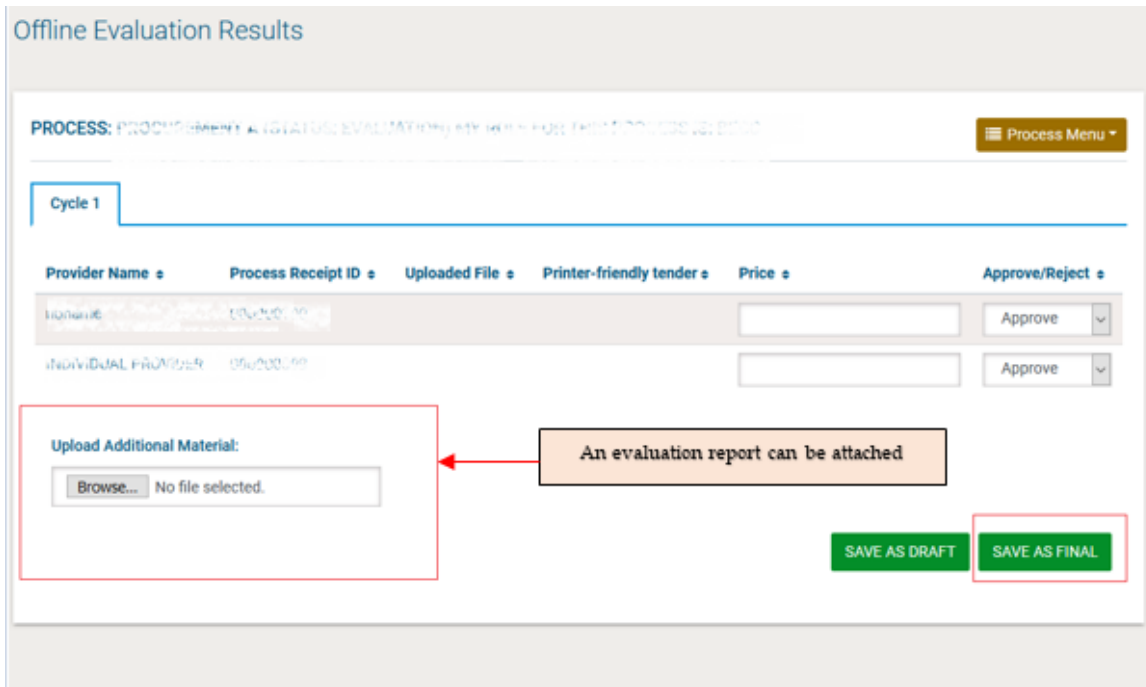 Offline Evaluation Results
PROCESS:
Process Menu
Cycle 1
Provider Name Process Receipt ID Uploaded File Printer-friendly tender Price Approve/Reject
Approve
INDIVIDUAL PROVIDER Approve
Upload Additional Material:
An evaluation report can be attached
Browse... No file selected.
SAVE AS DRAFT SAVE AS FINAL